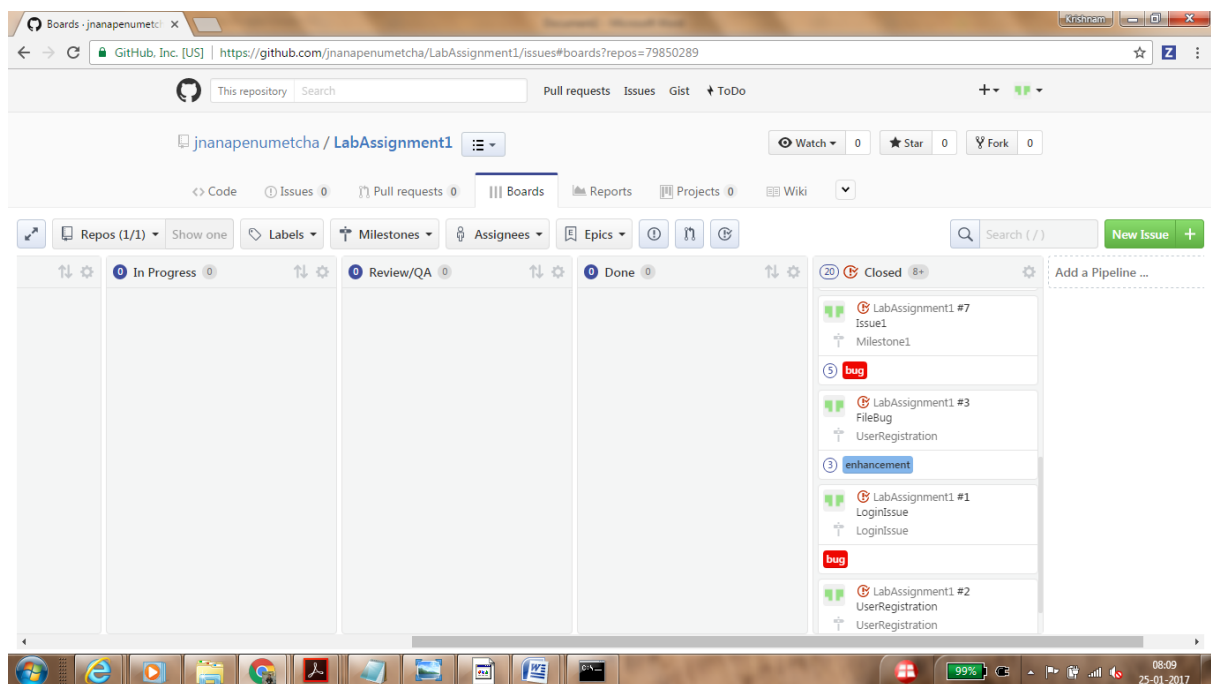 Boards · jnanapenumetch
Krishnam
GitHub, Inc. [US] | https://github.com/jnanapenumetcha/LabAssignment1/issues#boards?repos=79850289
Z
This repository Search Pull requests Issues Gist ToDo
jnanapenumetcha / LabAssignment1
Watch 0 Star 0 Fork 0
<> Code Issues 0 Pull requests 0 Boards Reports Projects 0 Wiki
Repos (1/1) Show one Labels Milestones Assignees Epics Search ( / ) New Issue +
0 In Progress 0 0 Review/QA 0 0 Done 0 20 Closed 8+ Add a Pipeline ...
LabAssignment1 #7
Issue1
Milestone1
5 bug
LabAssignment1 #3
FileBug
UserRegistration
3 enhancement
LabAssignment1 #1
LoginIssue
LoginIssue
bug
LabAssignment1 #2
UserRegistration
UserRegistration
99% 08:09
25-01-2017